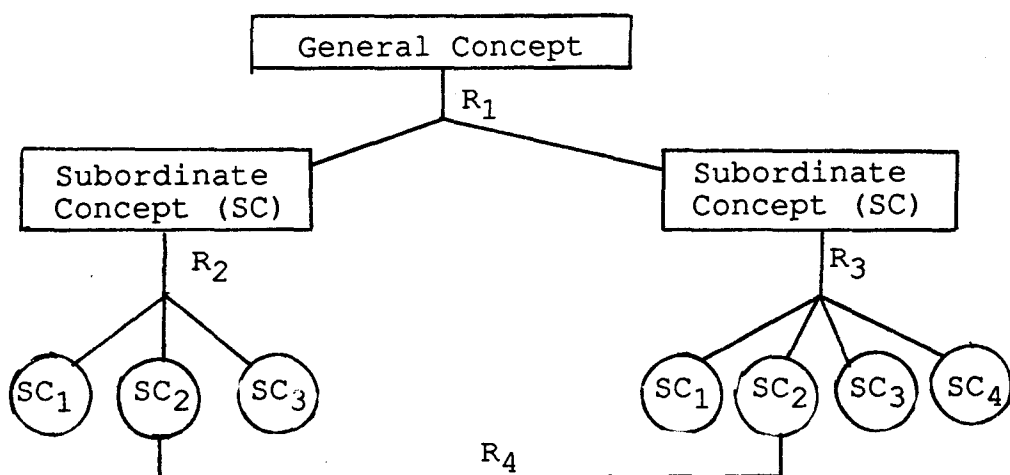 General Concept
R1
Subordinate
Concept (SC)
Subordinate
Concept (SC)
R2
R3
SC1
SC2
SC3
SC1
SC2
SC3
SC4
R4